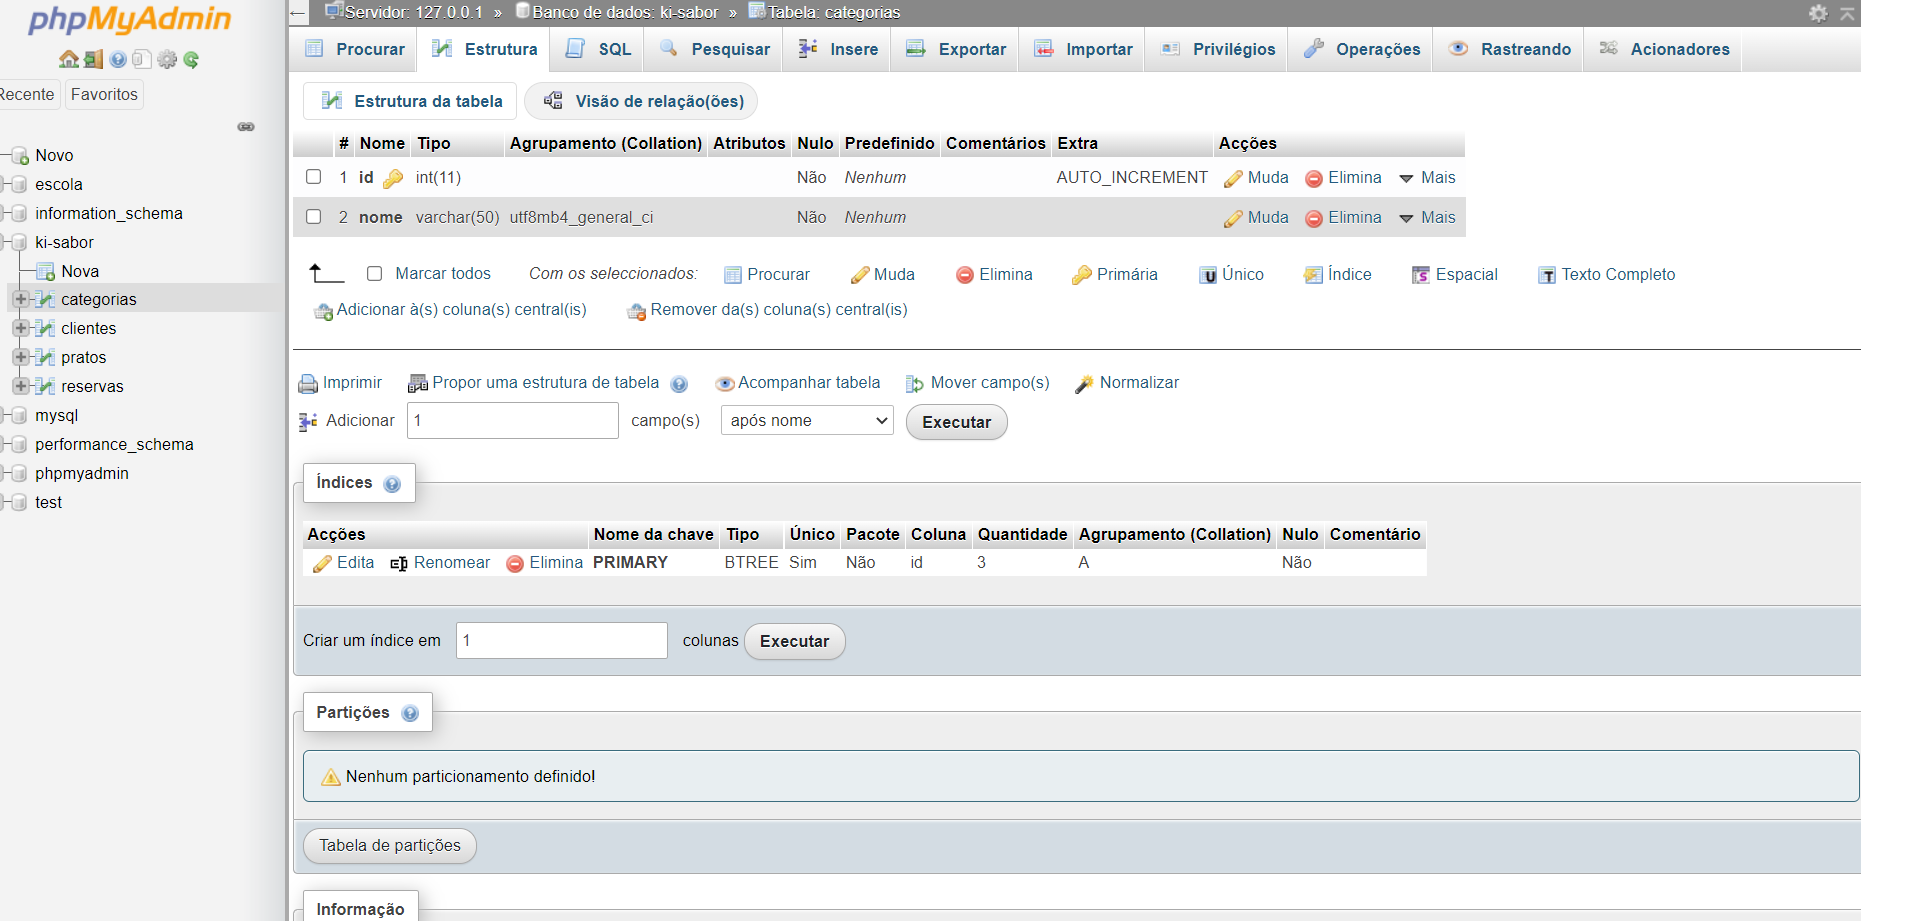 phpMyAdmin
Recente Favoritos
Novo
escola
information_schema
ki-sabor
Nova
categorias
clientes
pratos
reservas
mysql
performance_schema
phpmyadmin
test
Servidor: 127.0.0.1 » Banco de dados: ki-sabor » Tabela: categorias
Procurar Estrutura SQL Pesquisar Insere Exportar Importar Privilégios Operações Rastreando Acionadores
Estrutura da tabela Visão de relação(ões)
# Nome Tipo Agrupamento (Collation) Atributos Nulo Predefinido Comentários Extra Acções
1 id int(11) Não Nenhum AUTO_INCREMENT Muda Elimina Mais
2 nome varchar(50) utf8mb4_general_ci Não Nenhum Muda Elimina Mais
Marcar todos Com os seleccionados: Procurar Muda Elimina Primária Único Índice Espacial Texto Completo
Adicionar à(s) coluna(s) central(is) Remover da(s) coluna(s) central(is)
Imprimir Propor uma estrutura de tabela Acompanhar tabela Mover campo(s) Normalizar
Adicionar 1 campo(s) após nome Executar
Índices
Acções Nome da chave Tipo Único Pacote Coluna Quantidade Agrupamento (Collation) Nulo Comentário
Edita Renomear Elimina PRIMARY BTREE Sim Não id 3 A Não
Criar um índice em 1 colunas Executar
Partições
Nenhum particionamento definido!
Tabela de partições
Informação